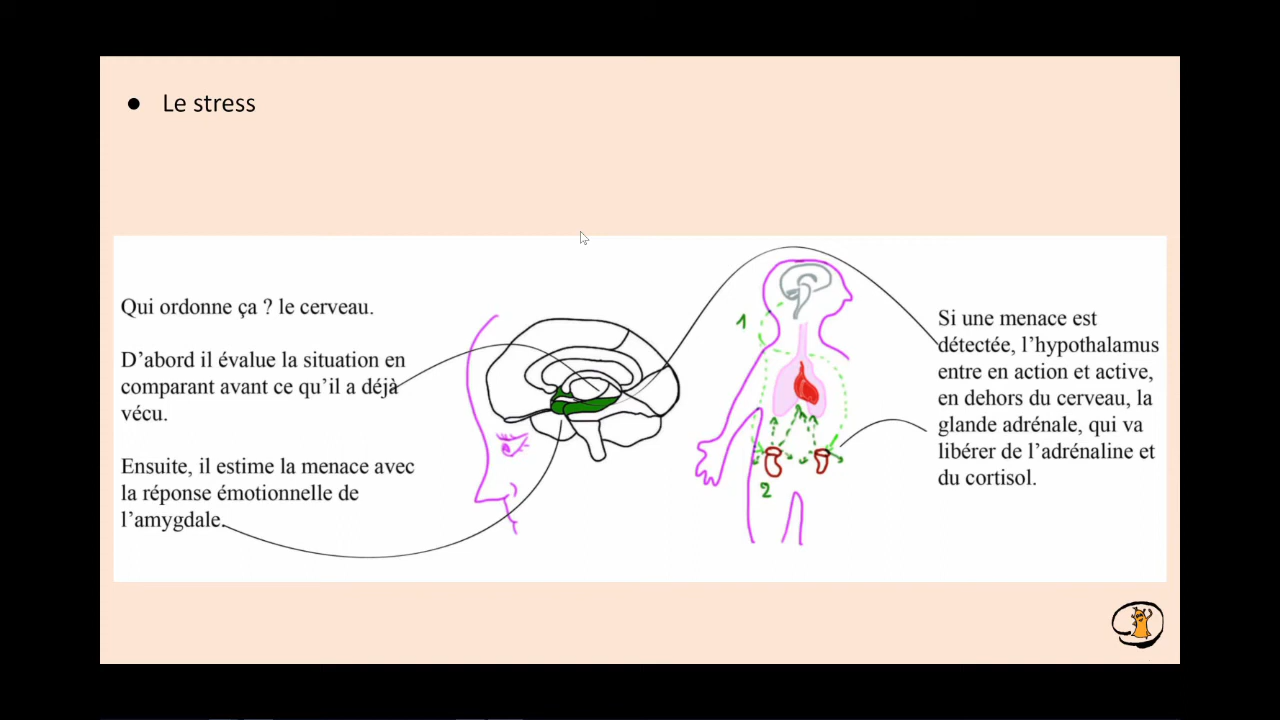 ● Le stress
Qui ordonne ça ? le cerveau.
D’abord il évalue la situation en
comparant avant ce qu’il a déjà
vécu.
Ensuite, il estime la menace avec
la réponse émotionnelle de
l’amygdale.
1
2
Si une menace est
détectée, l’hypothalamus
entre en action et active,
en dehors du cerveau, la
glande adrénale, qui va
libérer de l’adrénaline et
du cortisol.